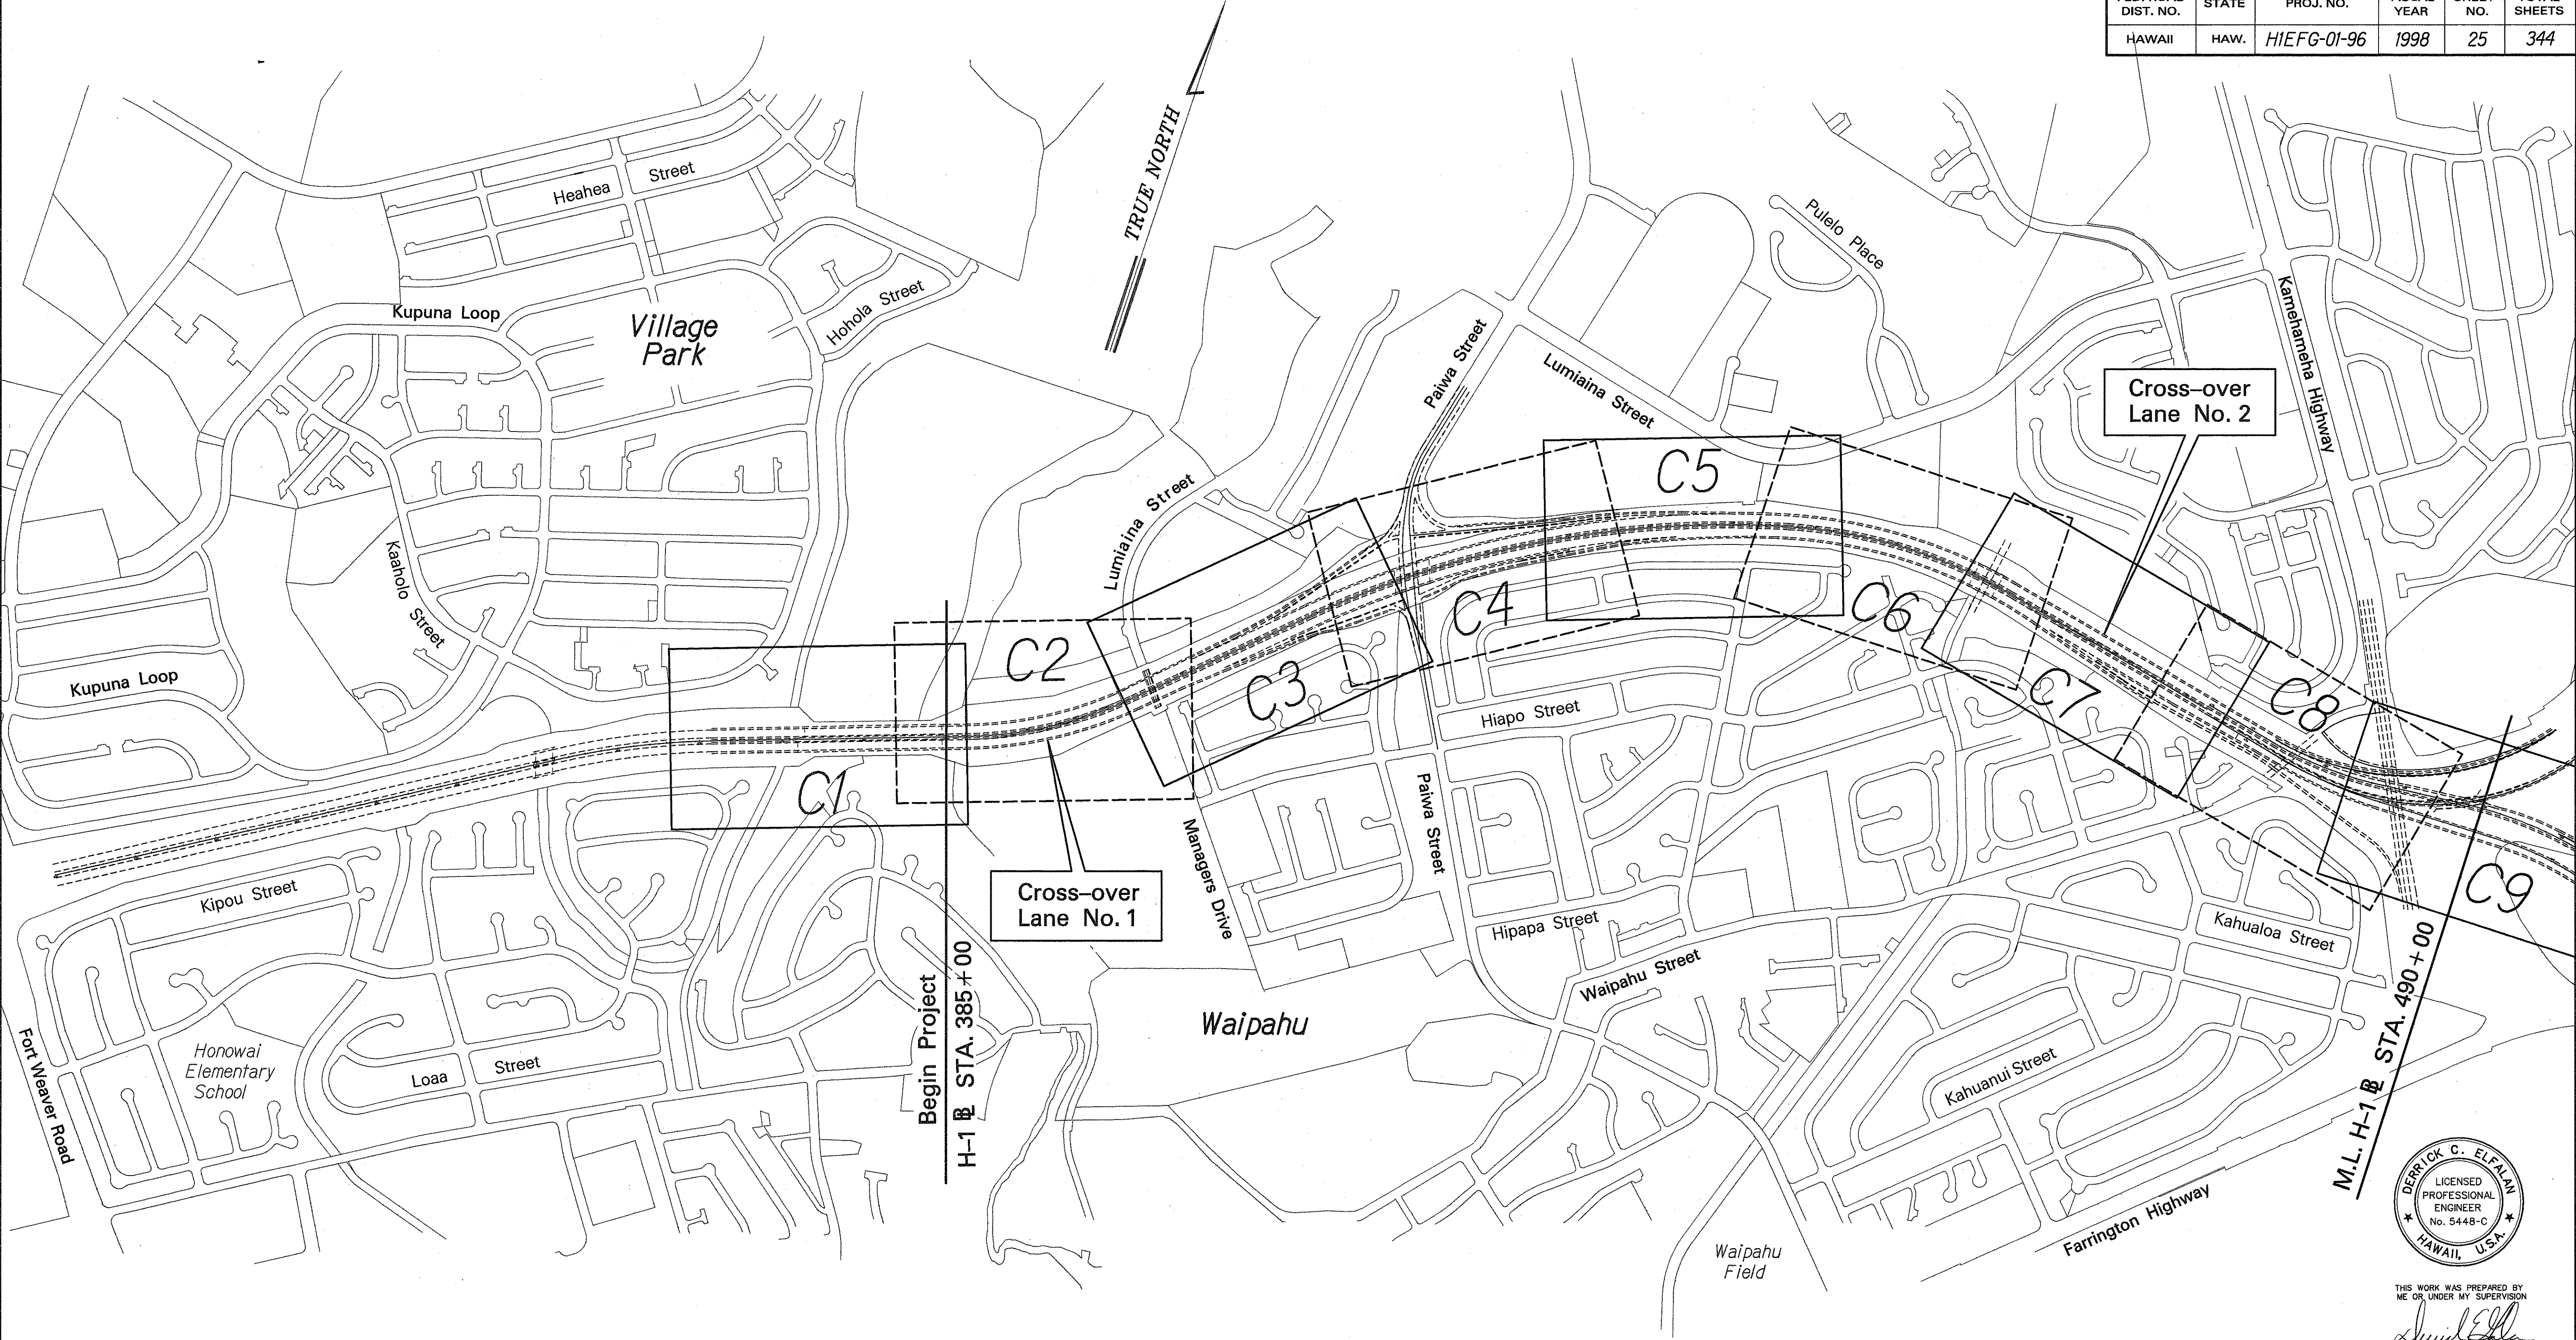 DIST. NO.
STATE
PROJ. NO.
YEAR
NO.
SHEETS
HAWAII
HAW.
H1EFG-01-96
1998
25
344
TRUE NORTH
Heahea Street
Kupuna Loop
Village
Park
Hohola Street
Pulelo Place
Kamehameha Highway
Paiwa Street
Lumiaina Street
Cross-over
Lane No. 2
Lumiaina Street
Kaaholo Street
Kupuna Loop
C1
C2
C3
C4
C5
C6
C7
C8
C9
Hiapo Street
Cross-over
Lane No. 1
Managers Drive
Paiwa Street
Kipou Street
Hipapa Street
Waipahu Street
Kahualoa Street
Begin Project
H-1 BL STA. 385+00
Waipahu
M.L. H-1 BL STA. 490+00
Fort Weaver Road
Honowai
Elementary
School
Loaa Street
Kahuanui Street
Farrington Highway
Waipahu
Field
DERRICK C. ELFALAN
LICENSED
PROFESSIONAL
ENGINEER
No. 5448-C
HAWAII, U.S.A.
THIS WORK WAS PREPARED BY
ME OR UNDER MY SUPERVISION